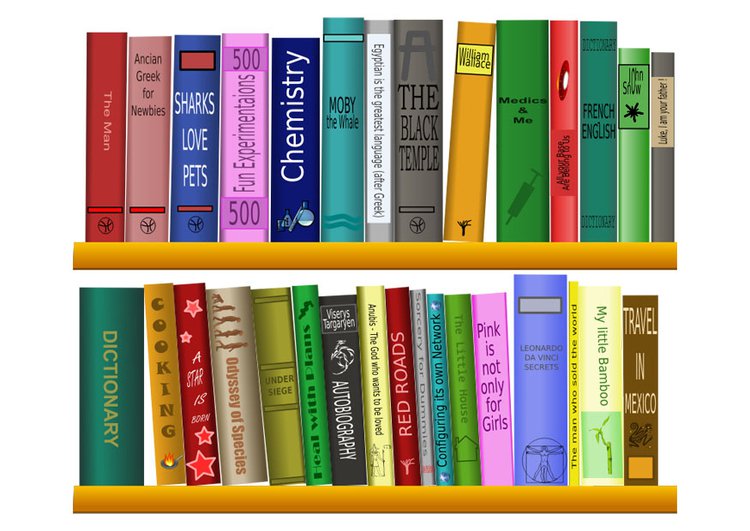 The Man
Ancian
Greek
for
Newbies
SHARKS
LOVE
PETS
500
Fun Experimentaions
500
Chemistry
MOBY
the Whale
Egyptian is the greatest language (after Greek)
A
THE
BLACK
TEMPLE
William
Wallace
Medics
&
Me
All your Base
Are Belong to Us
DICTIONARY
FRENCH
ENGLISH
DICTIONARY
John
Snow
Luke, I am your father !
DICTIONARY
COOKING
A
STAR
IS
BORN
Odyssey of Species
UNDER
SIEGE
Viserys
Targaryen
AUTOBIOGRAPHY
Anubis - The God who wants to be loved
RED ROADS
Sorcery for Dummies
Configuring its own Network
The Little House
Pink
is
not
only
for
Girls
LEONARDO
DA VINCI
SECRETS
The man who sold the world
My little Bamboo
TRAVEL
IN
MEXICO